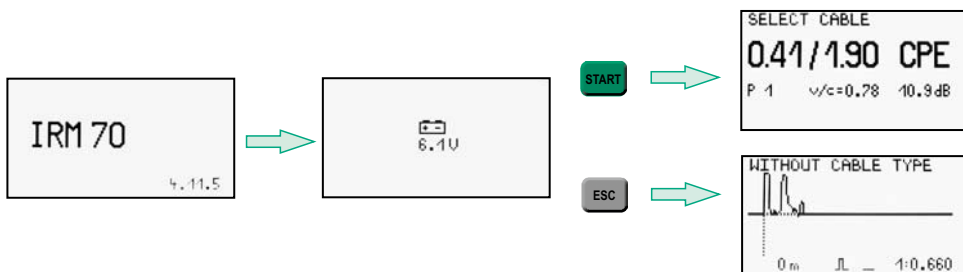 IRM 70
4.11.5
6.1V
START
SELECT CABLE
0.41/1.90 CPE
P 1 v/c=0.78 10.9dB
ESC
WITHOUT CABLE TYPE
0m 1:0.660